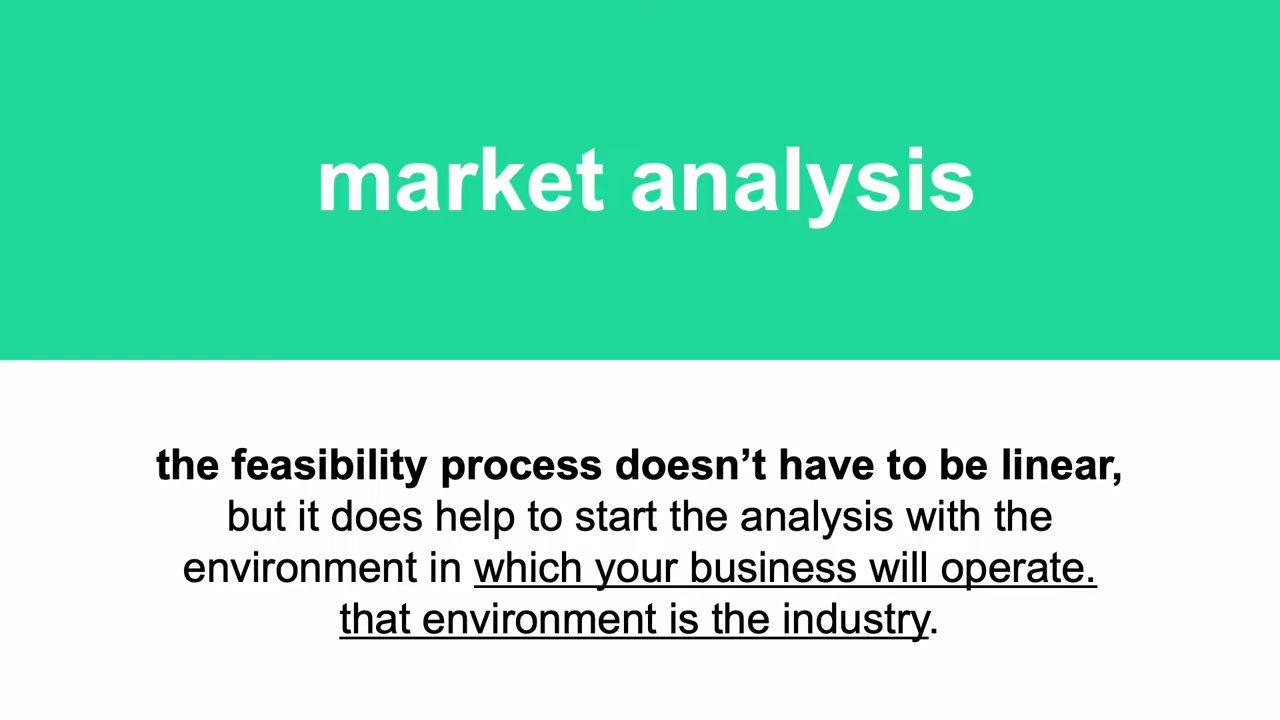 market analysis
the feasibility process doesn’t have to be linear,
but it does help to start the analysis with the
environment in which your business will operate.
that environment is the industry.